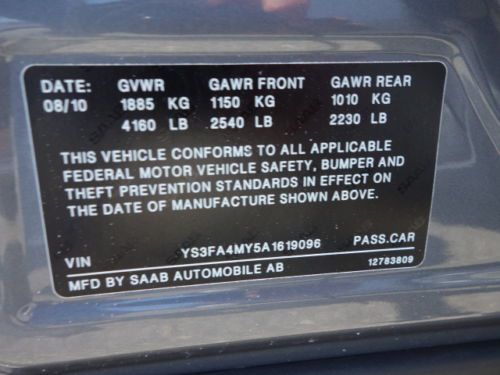 DATE: GVWR GAWR FRONT GAWR REAR
08/10 1885 KG 1150 KG 1010 KG
4160 LB 2540 LB 2230 LB
THIS VEHICLE CONFORMS TO ALL APPLICABLE
FEDERAL MOTOR VEHICLE SAFETY, BUMPER AND
THEFT PREVENTION STANDARDS IN EFFECT ON
THE DATE OF MANUFACTURE SHOWN ABOVE.
VIN YS3FA4MY5A1619096 PASS.CAR
MFD BY SAAB AUTOMOBILE AB 12783809